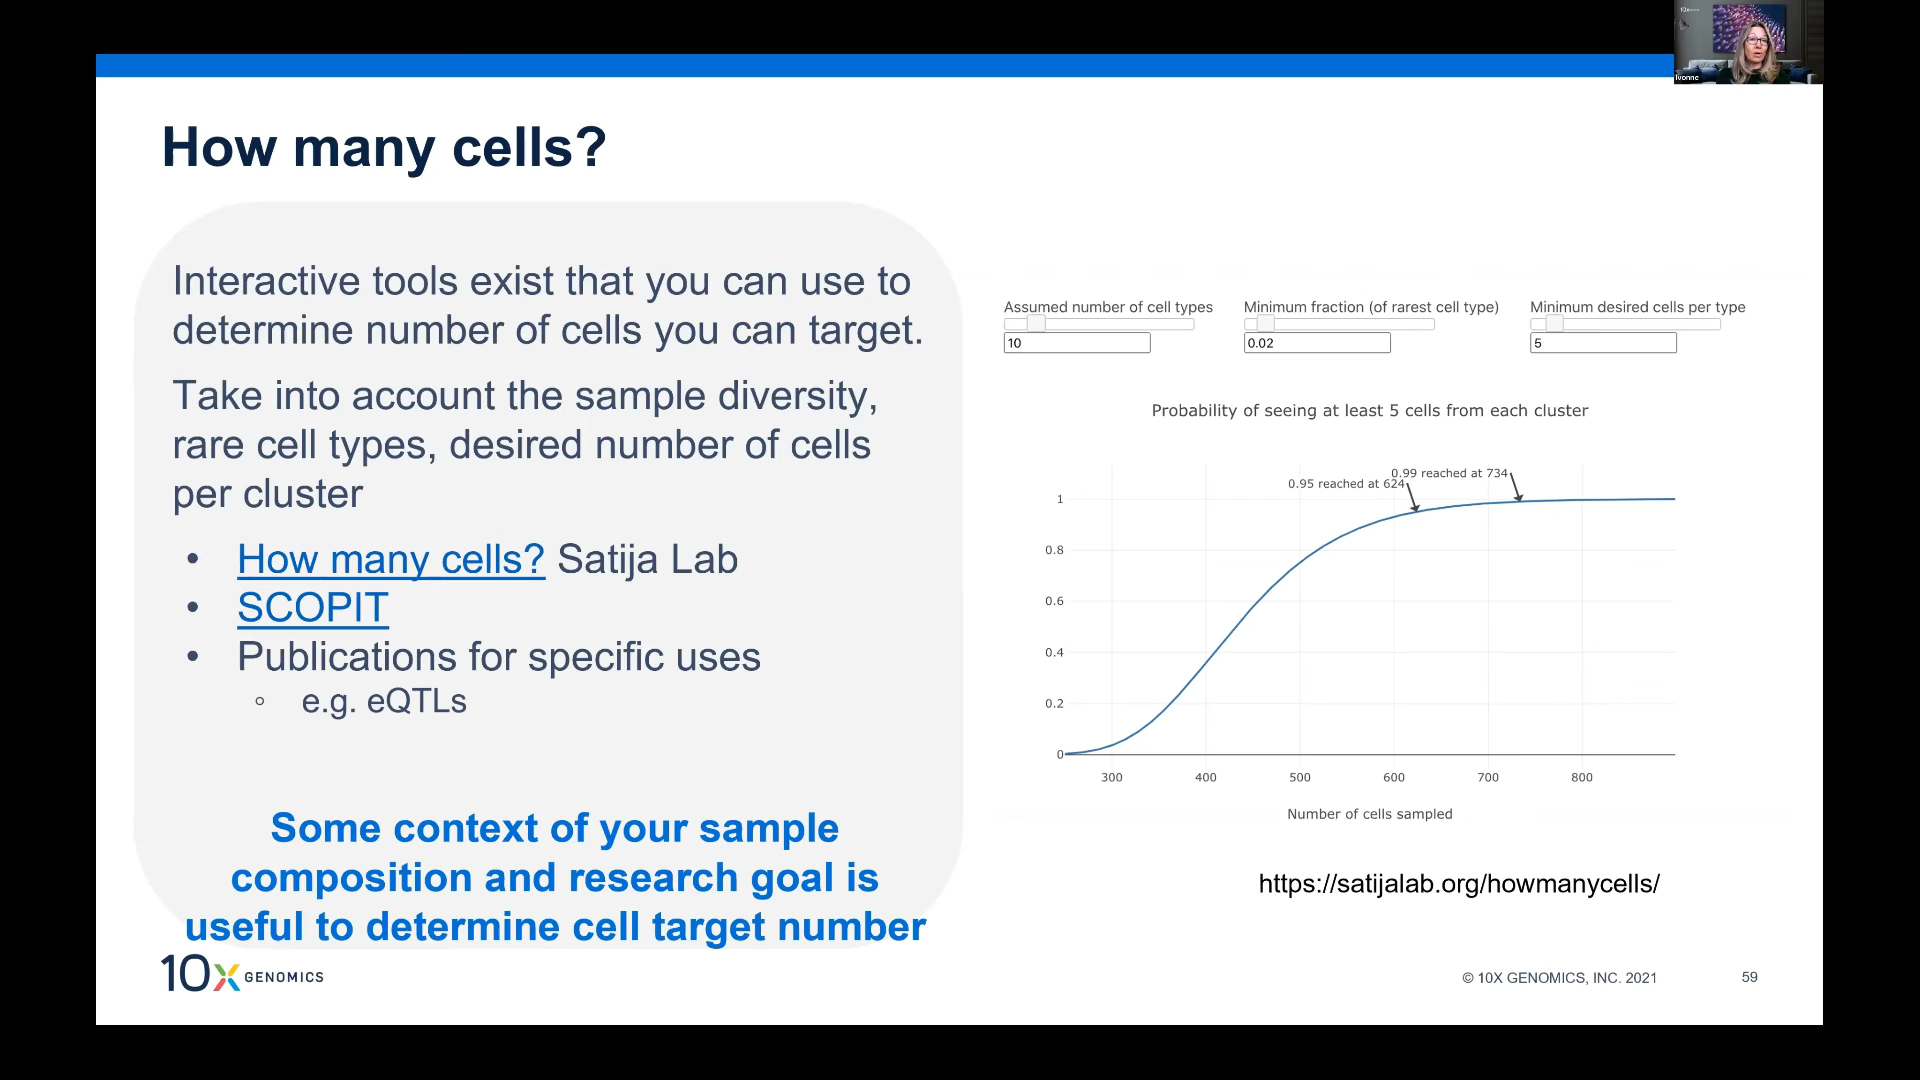 10x
Ivonne
How many cells?
Interactive tools exist that you can use to
determine number of cells you can target.
Take into account the sample diversity,
rare cell types, desired number of cells
per cluster
• How many cells? Satija Lab
• SCOPIT
• Publications for specific uses
◦ e.g. eQTLs
Some context of your sample
composition and research goal is
useful to determine cell target number
Assumed number of cell types
10
Minimum fraction (of rarest cell type)
0.02
Minimum desired cells per type
5
Probability of seeing at least 5 cells from each cluster
0.99 reached at 734
0.95 reached at 624
1
0.8
0.6
0.4
0.2
0
300 400 500 600 700 800
Number of cells sampled
https://satijalab.org/howmanycells/
10x GENOMICS
© 10X GENOMICS, INC. 2021
59